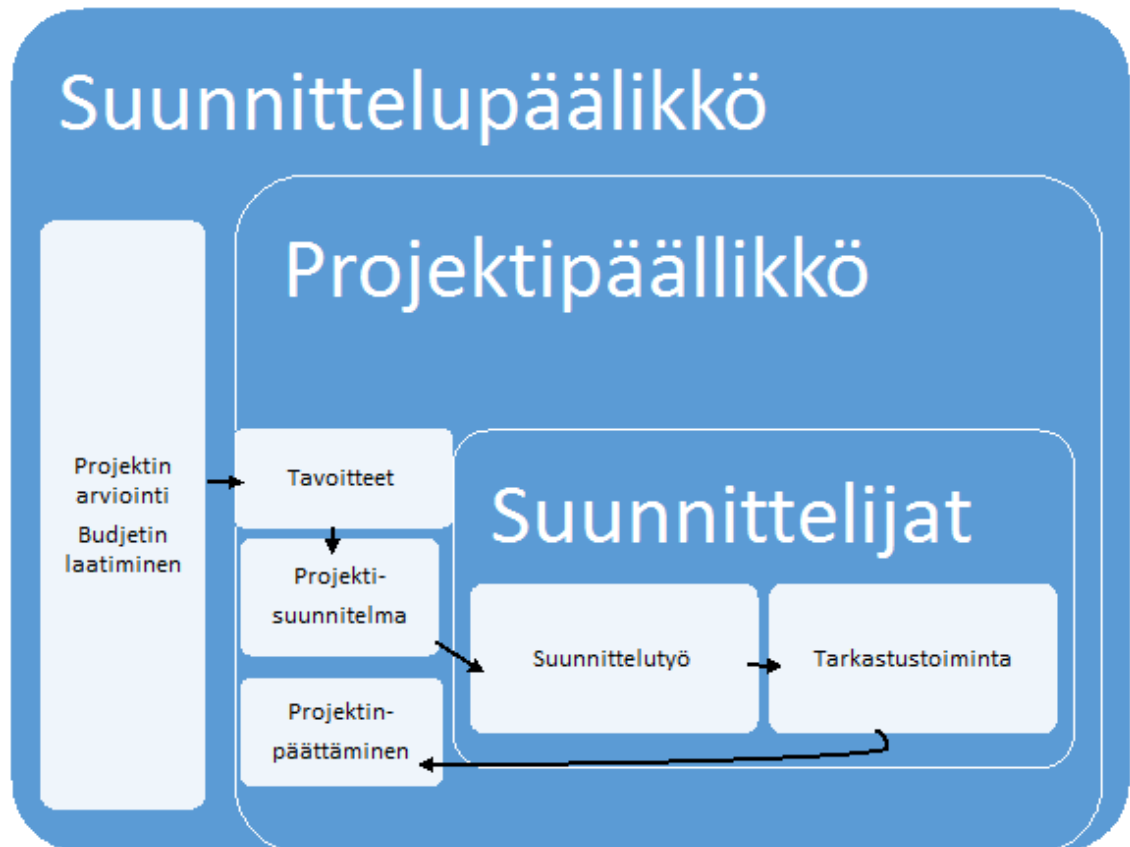 Suunnittelupäälikkö
Projektipäällikkö
Projektin
arviointi
Budjetin
laatiminen
Tavoitteet
Projekti-
suunnitelma
Projektin-
päättäminen
Suunnittelijat
Suunnittelutyö
Tarkastustoiminta